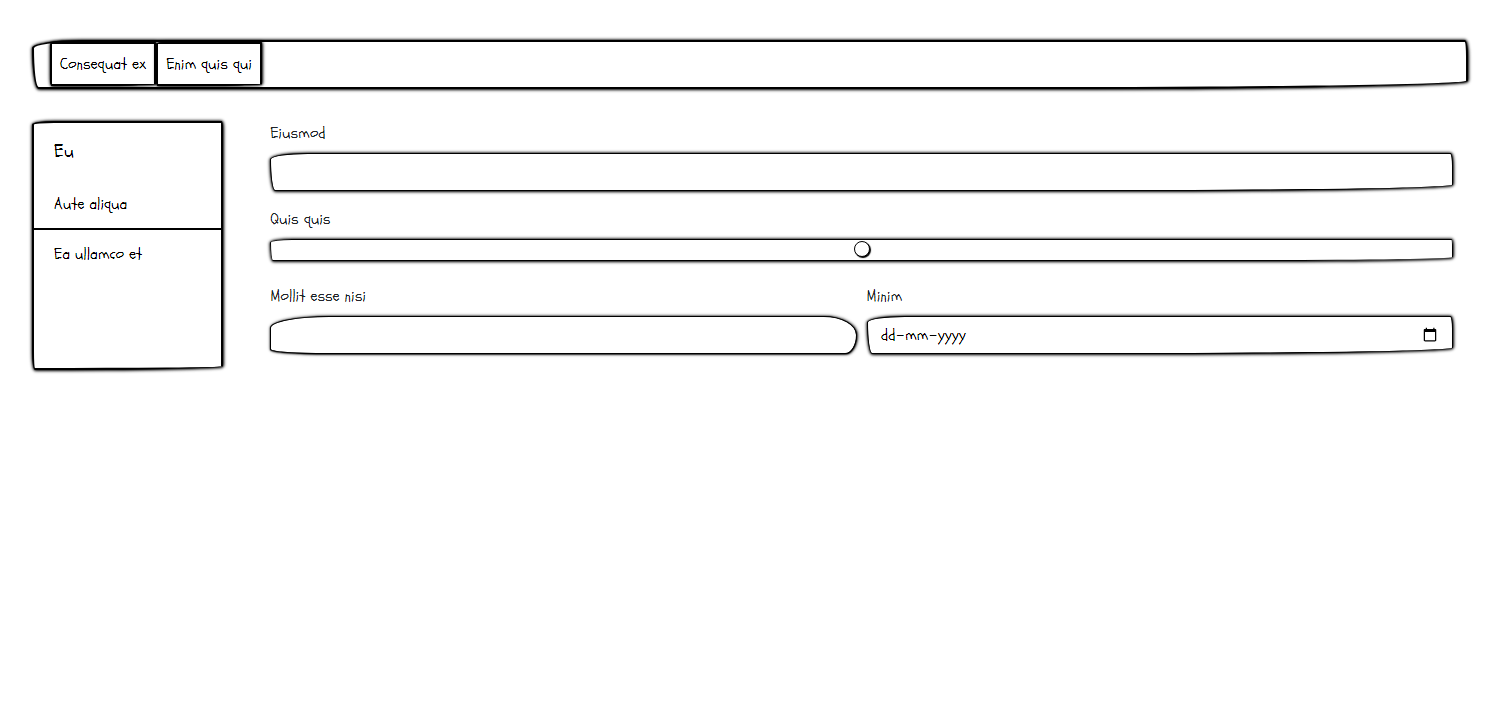 Consequat ex
Enim quis qui
Eu
Aute aliqua
Ea ullamco et
Eiusmod
Quis quis
Mollit esse nisi
Minim
dd-mm-yyyy